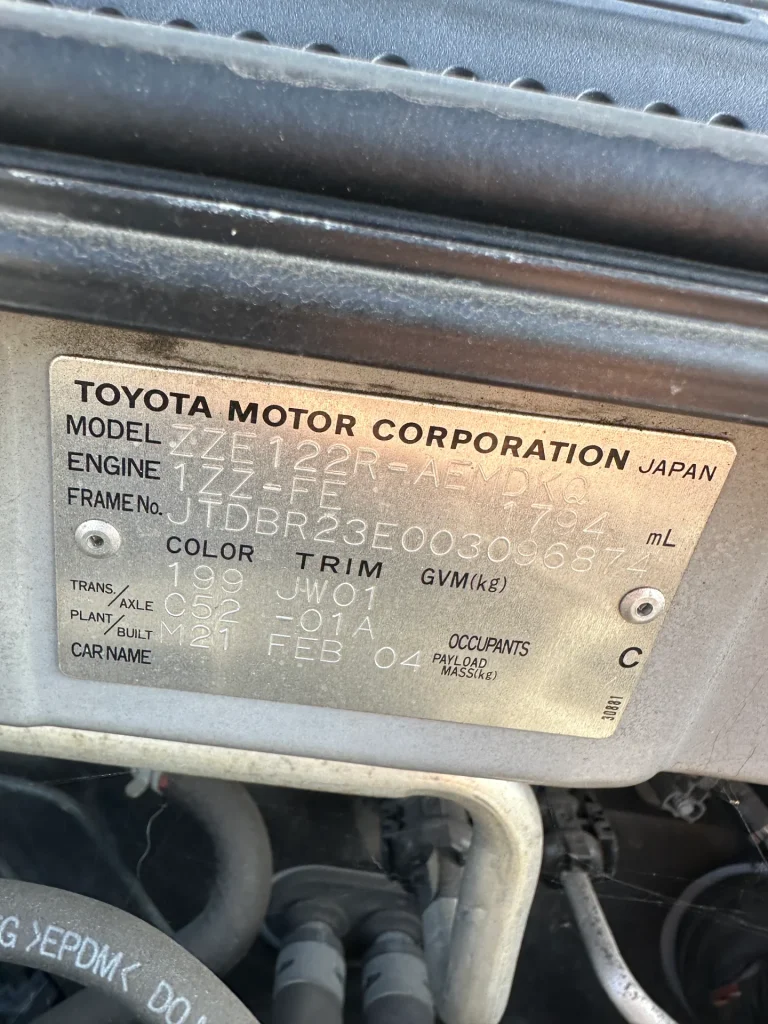 TOYOTA MOTOR CORPORATION JAPAN
MODEL ZZE122R-AEMDKQ
ENGINE 1ZZ-FE 1794 mL
FRAME No. JTDBR23E003096874
COLOR TRIM GVM(kg)
199 JW01
TRANS./AXLE C52 -01A
PLANT/BUILT M21 FEB 04
OCCUPANTS
CAR NAME
PAYLOAD
MASS(kg)
C
30881
G >EPDM< DO